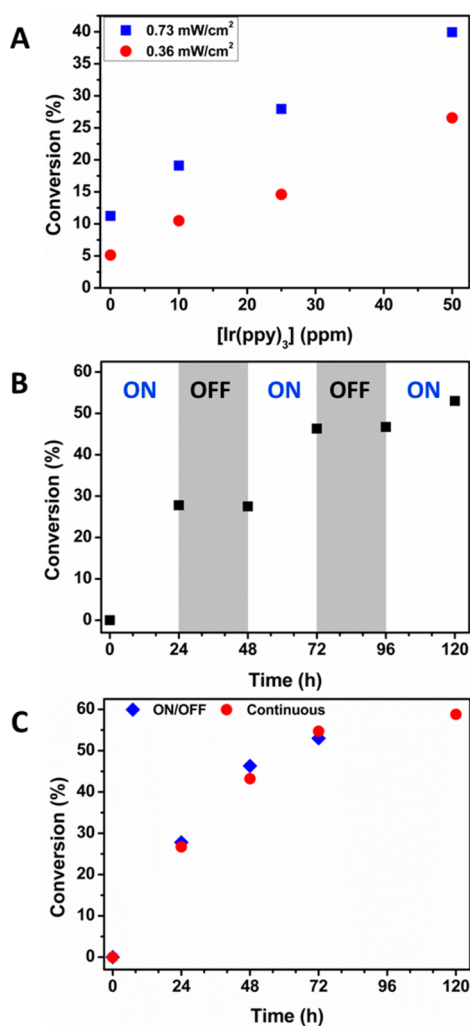 A
0.73 mW/cm²
0.36 mW/cm²
40
35
30
25
20
15
10
5
0
Conversion (%)
0 10 20 30 40 50
[Ir(ppy)₃] (ppm)
B
ON OFF ON OFF ON
60
50
40
30
20
10
0
Conversion (%)
0 24 48 72 96 120
Time (h)
C
ON/OFF Continuous
60
50
40
30
20
10
0
Conversion (%)
0 24 48 72 96 120
Time (h)